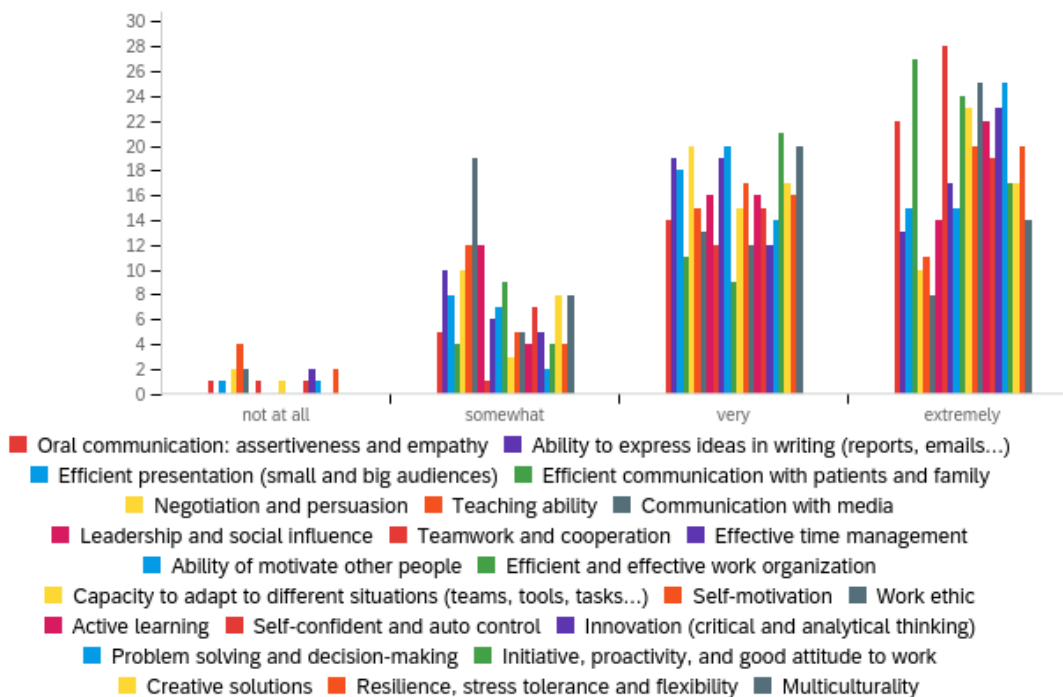 30
28
26
24
22
20
18
16
14
12
10
8
6
4
2
0
not at all somewhat very extremely
Oral communication: assertiveness and empathy Ability to express ideas in writing (reports, emails...)
Efficient presentation (small and big audiences) Efficient communication with patients and family
Negotiation and persuasion Teaching ability Communication with media
Leadership and social influence Teamwork and cooperation Effective time management
Ability of motivate other people Efficient and effective work organization
Capacity to adapt to different situations (teams, tools, tasks...) Self-motivation Work ethic
Active learning Self-confident and auto control Innovation (critical and analytical thinking)
Problem solving and decision-making Initiative, proactivity, and good attitude to work
Creative solutions Resilience, stress tolerance and flexibility Multiculturality